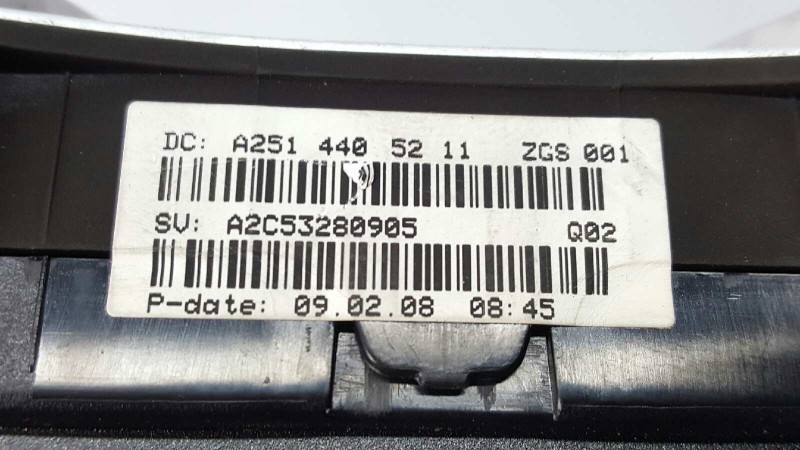 DC: A251 440 52 11 ZGS 001
SV: A2C53280905 Q02
P-date: 09.02.08 08:45